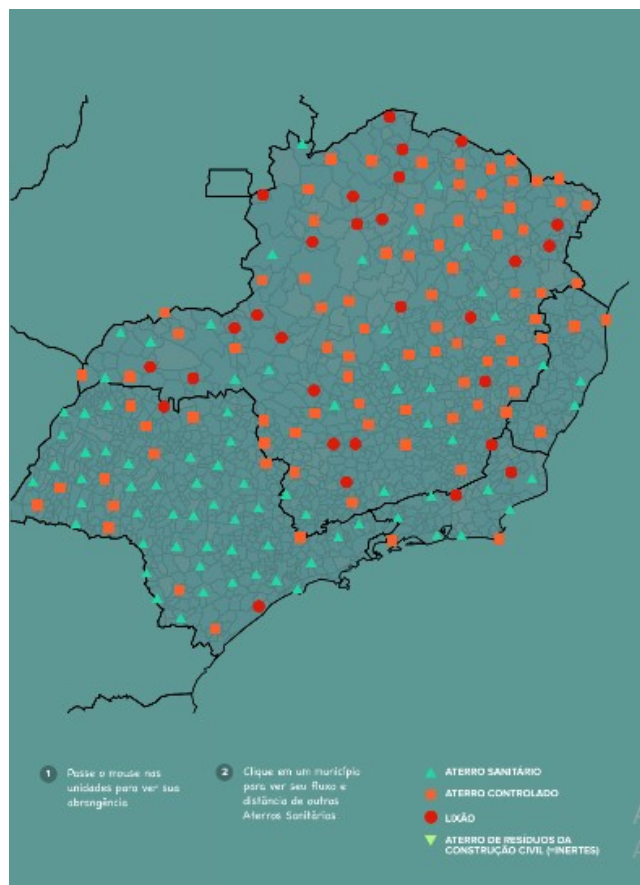 1 Passe o mouse nas
unidades para ver sua
abrangência
2 Clique em um município
para ver seu fluxo e
distância de outros
Aterros Sanitários
ATERRO SANITÁRIO
ATERRO CONTROLADO
LIXÃO
ATERRO DE RESÍDUOS DA
CONSTRUÇÃO CIVIL (=INERTES)